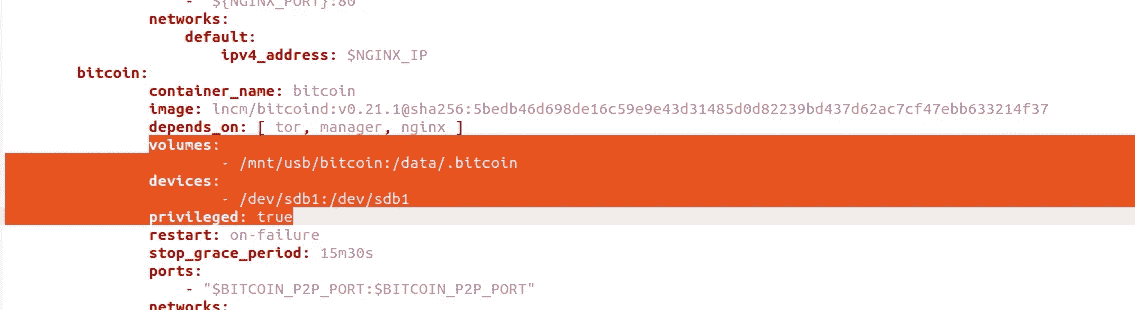 - "${NGINX_PORT}:80"
networks:
default:
ipv4_address: $NGINX_IP
bitcoin:
container_name: bitcoin
image: lncm/bitcoind:v0.21.1@sha256:5bedb46d698de16c59e9e43d31485d0d82239bd437d62ac7cf47ebb633214f37
depends_on: [ tor, manager, nginx ]
volumes:
- /mnt/usb/bitcoin:/data/.bitcoin
devices:
- /dev/sdb1:/dev/sdb1
privileged: true
restart: on-failure
stop_grace_period: 15m30s
ports:
- "$BITCOIN_P2P_PORT:$BITCOIN_P2P_PORT"
networks: